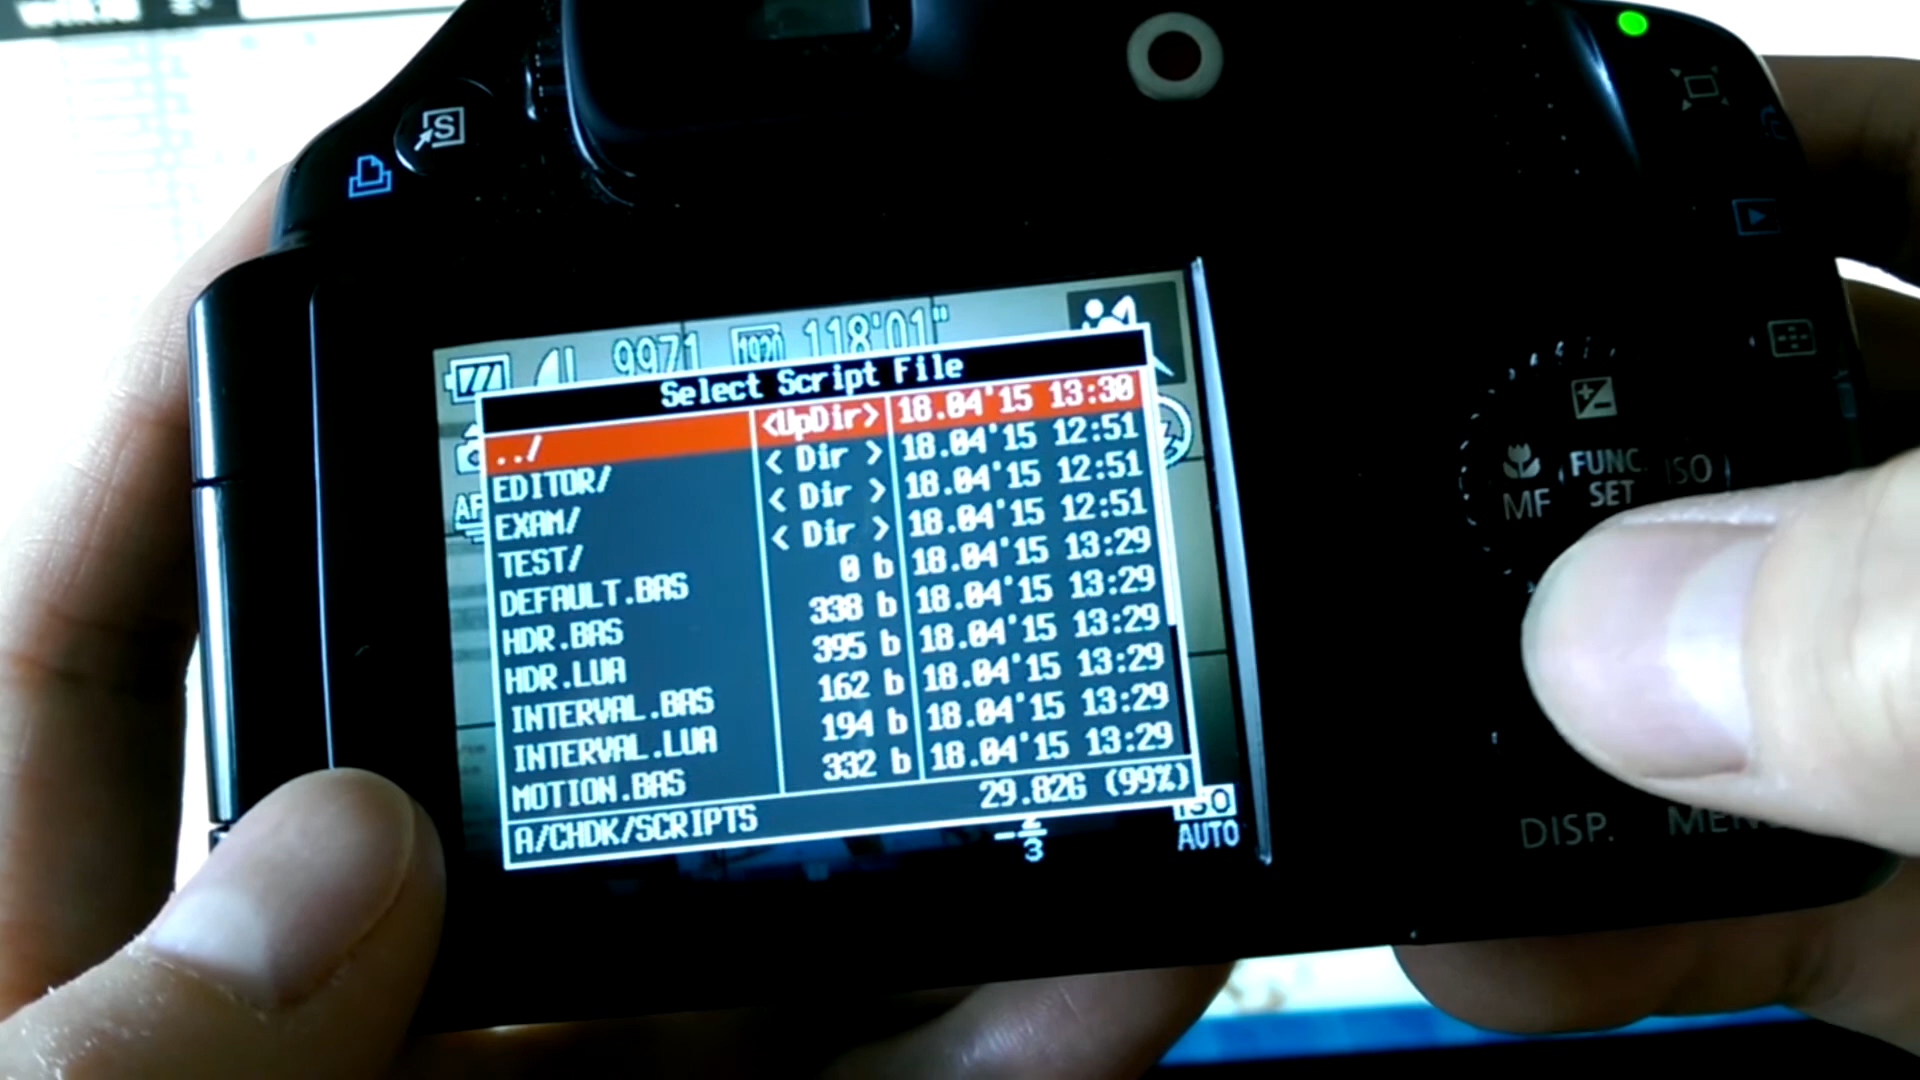 S
9971 1920 118'01"
Select Script File
../ <UpDir> 18.04'15 13:30
EDITOR/ < Dir > 18.04'15 12:51
EXAM/ < Dir > 18.04'15 12:51
TEST/ < Dir > 18.04'15 12:51
DEFAULT.BAS 0 b 18.04'15 13:29
HDR.BAS 338 b 18.04'15 13:29
HDR.LUA 395 b 18.04'15 13:29
INTERVAL.BAS 162 b 18.04'15 13:29
INTERVAL.LUA 194 b 18.04'15 13:29
MOTION.BAS 332 b 18.04'15 13:29
A/CHDK/SCRIPTS 29.82G (99%)
AF
-2/3
ISO
AUTO
MF
FUNC.
SET
ISO
DISP.